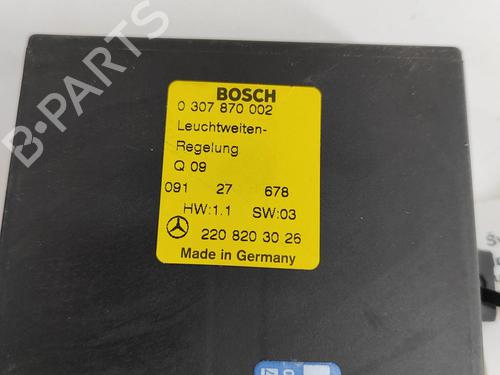 B-PARTS
BOSCH
0 307 870 002
Leuchtweiten-
Regelung
Q 09
091 27 678
HW:1.1 SW:03
220 820 30 26
Made in Germany